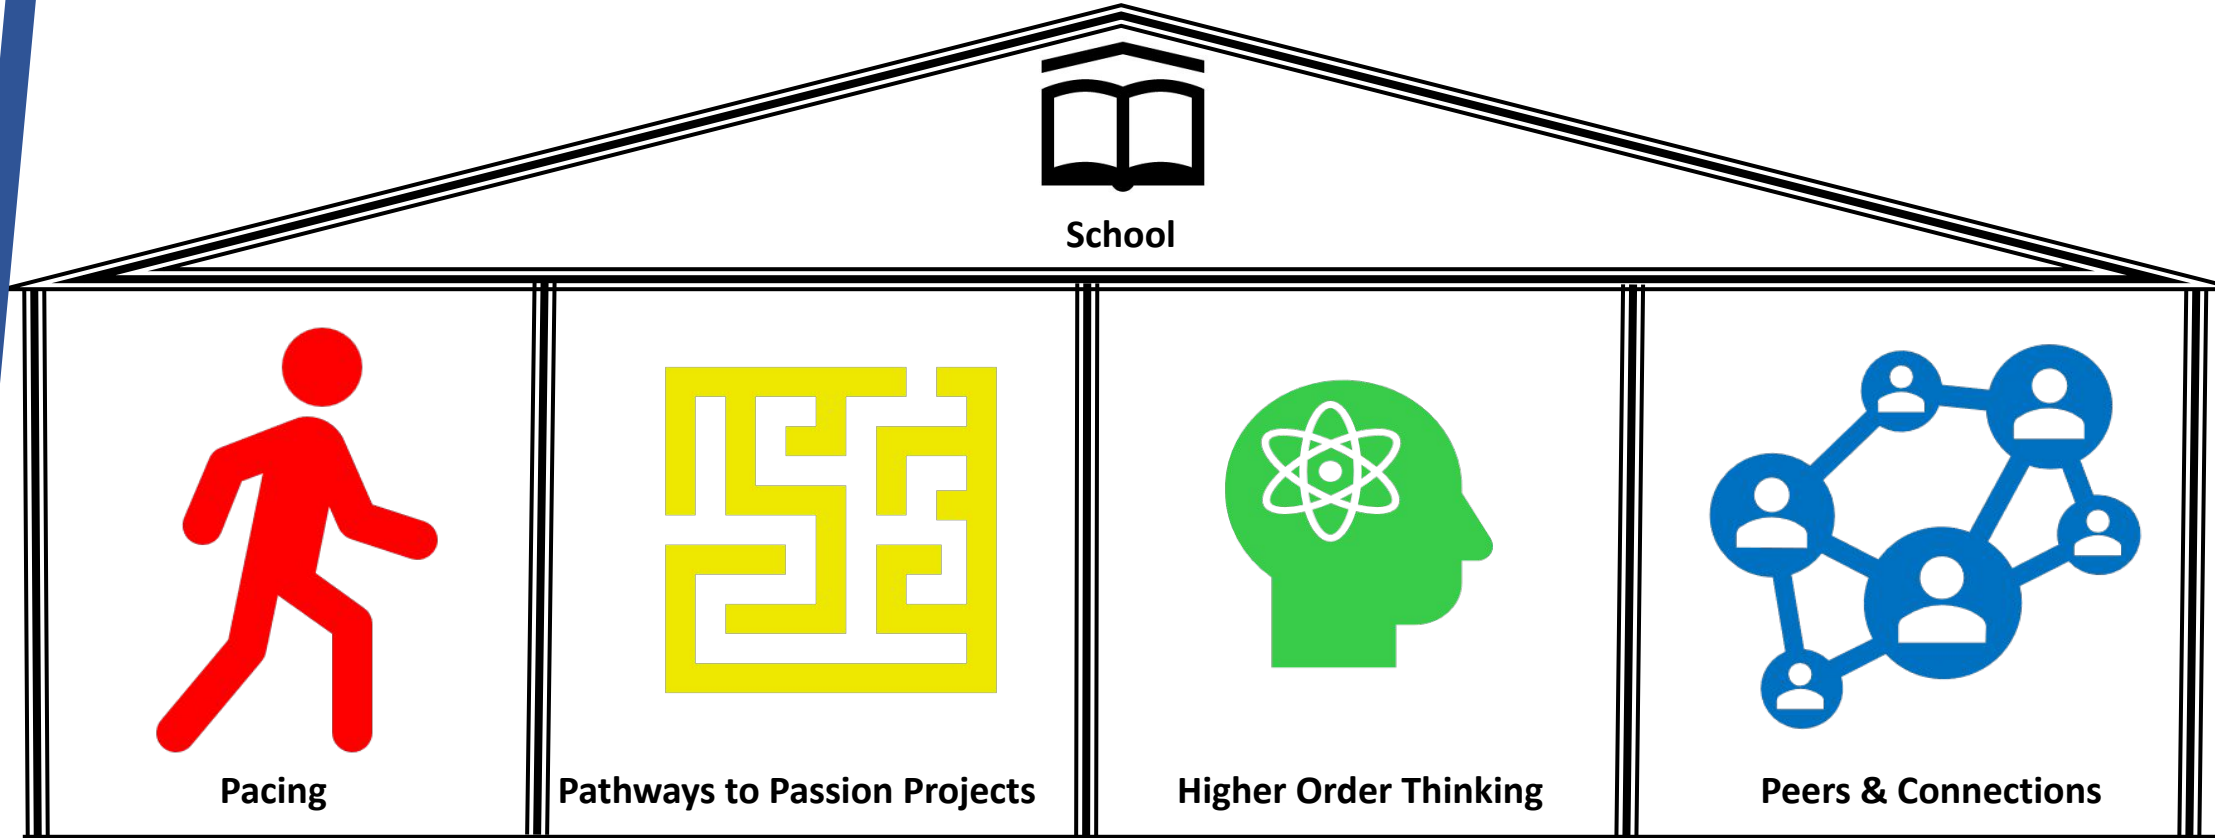 School
Pacing
Pathways to Passion Projects
Higher Order Thinking
Peers & Connections